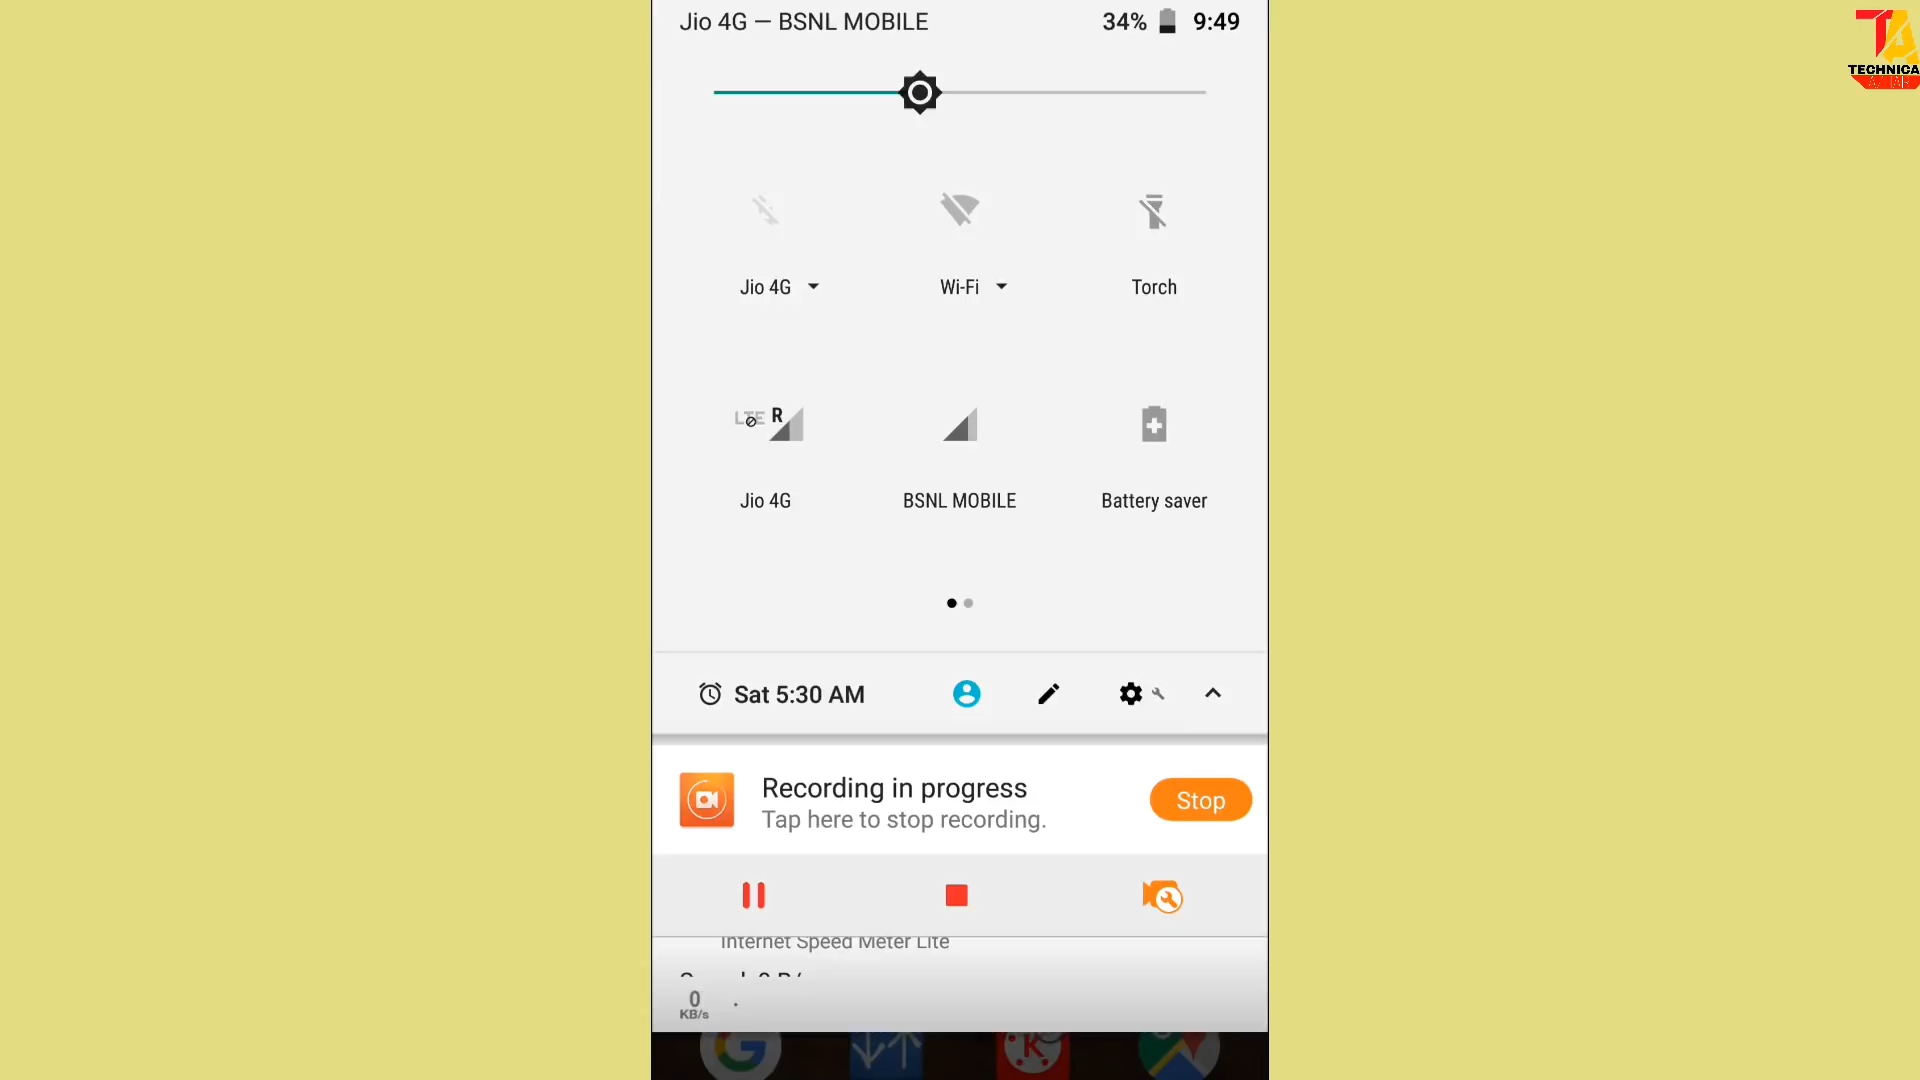 Jio 4G — BSNL MOBILE 34% 9:49
TECHNICA
Jio 4G Wi-Fi Torch
LTE R
Jio 4G BSNL MOBILE Battery saver
Sat 5:30 AM
Recording in progress
Tap here to stop recording.
Stop
Internet Speed Meter Lite
0
KB/s